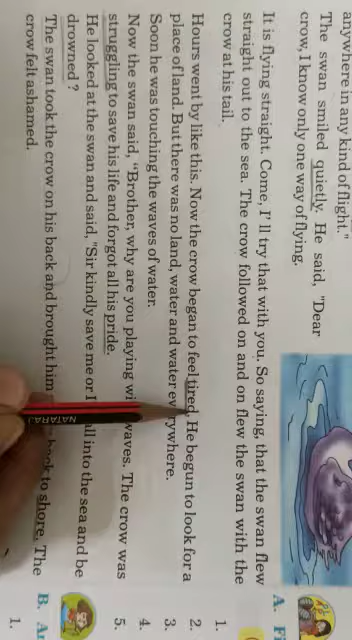 anywhere in any kind of flight."
The swan smiled quietly. He said, "Dear
crow, I know only one way of flying.
It is flying straight. Come, I'll try that with you. So saying, that the swan flew
straight out to the sea. The crow followed on and on flew the swan with the
crow at his tail.
Hours went by like this. Now the crow began to feel tired. He begun to look for a
place of land. But there was no land, water and water everywhere.
Soon he was touching the waves of water.
Now the swan said, "Brother, why are you playing waves. The crow was
struggling to save his life and forgot all his pride.
He looked at the swan and said, "Sir kindly save me or I into the sea and be
drowned ?
The swan took the crow on his back and brought him to shore. The
crow felt ashamed.
NATARAJ
A.
1.
2.
3.
4.
5.
B.
1.